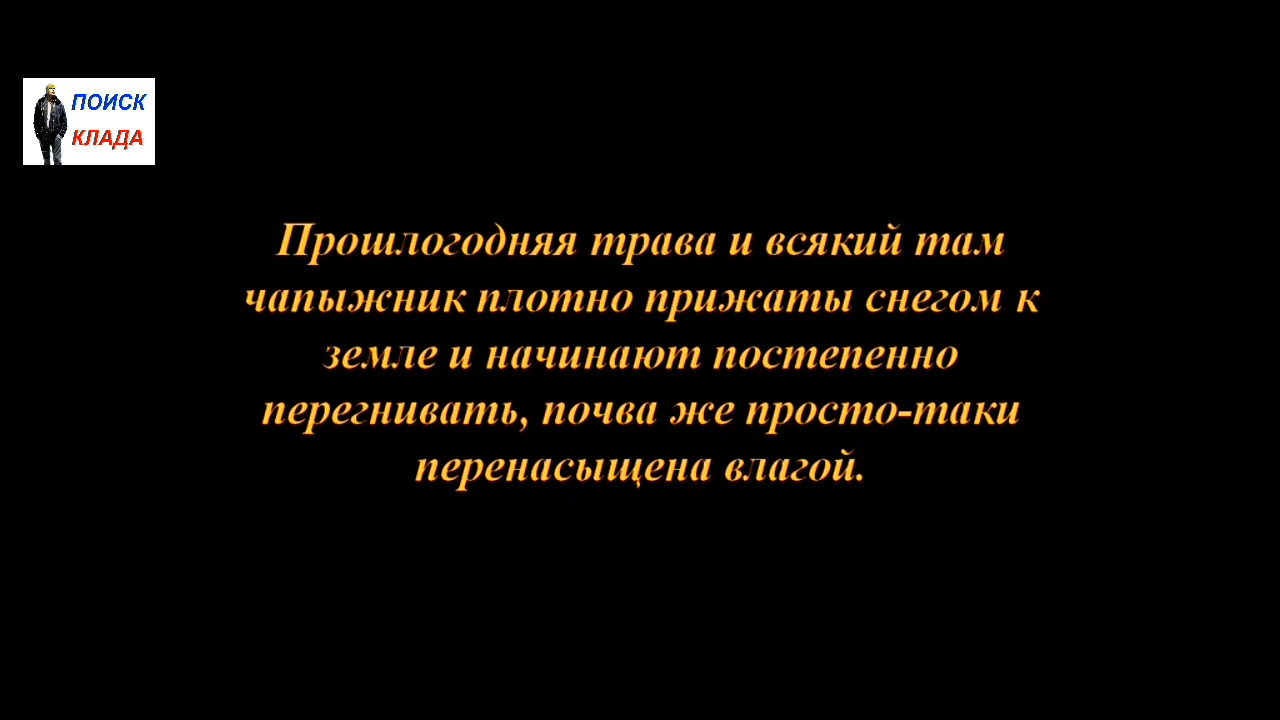 ПОИСК
КЛАДА
Прошлогодняя трава и всякий там
чапыжник плотно прижаты снегом к
земле и начинают постепенно
перегнивать, почва же просто-таки
перенасыщена влагой.